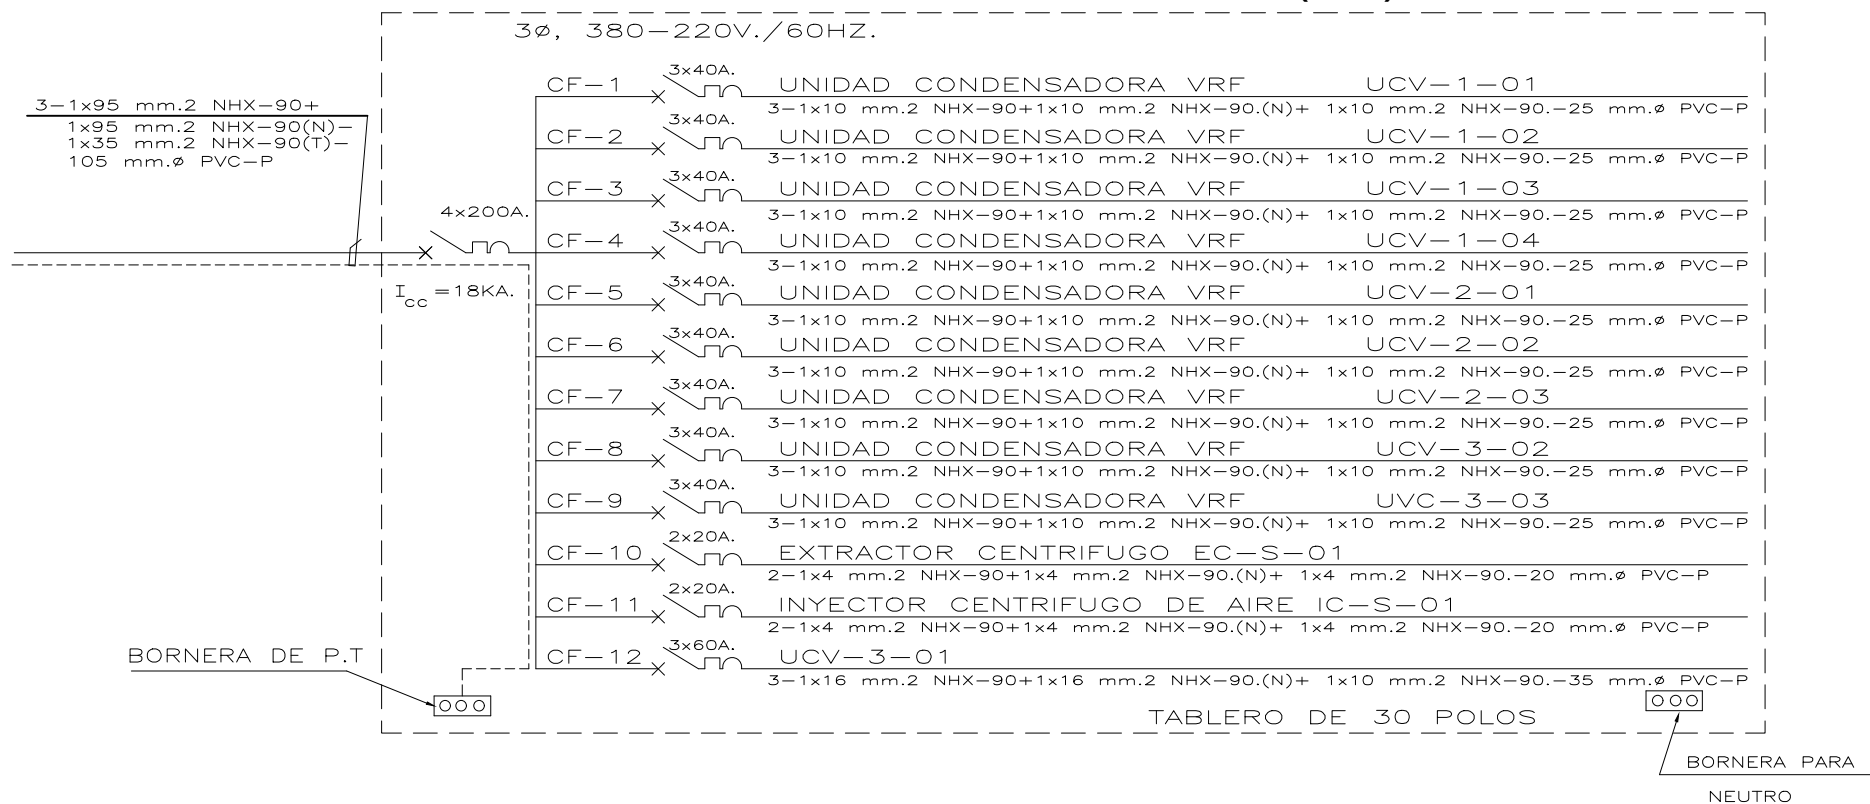 3ø, 380-220V./60HZ.
3-1x95 mm.2 NHX-90+
1x95 mm.2 NHX-90(N)-
1x35 mm.2 NHX-90(T)-
105 mm.ø PVC-P
4x200A.
Icc=18KA.
CF-1 3x40A. UNIDAD CONDENSADORA VRF UCV-1-01
3-1x10 mm.2 NHX-90+1x10 mm.2 NHX-90.(N)+ 1x10 mm.2 NHX-90.-25 mm.ø PVC-P
CF-2 3x40A. UNIDAD CONDENSADORA VRF UCV-1-02
3-1x10 mm.2 NHX-90+1x10 mm.2 NHX-90.(N)+ 1x10 mm.2 NHX-90.-25 mm.ø PVC-P
CF-3 3x40A. UNIDAD CONDENSADORA VRF UCV-1-03
3-1x10 mm.2 NHX-90+1x10 mm.2 NHX-90.(N)+ 1x10 mm.2 NHX-90.-25 mm.ø PVC-P
CF-4 3x40A. UNIDAD CONDENSADORA VRF UCV-1-04
3-1x10 mm.2 NHX-90+1x10 mm.2 NHX-90.(N)+ 1x10 mm.2 NHX-90.-25 mm.ø PVC-P
CF-5 3x40A. UNIDAD CONDENSADORA VRF UCV-2-01
3-1x10 mm.2 NHX-90+1x10 mm.2 NHX-90.(N)+ 1x10 mm.2 NHX-90.-25 mm.ø PVC-P
CF-6 3x40A. UNIDAD CONDENSADORA VRF UCV-2-02
3-1x10 mm.2 NHX-90+1x10 mm.2 NHX-90.(N)+ 1x10 mm.2 NHX-90.-25 mm.ø PVC-P
CF-7 3x40A. UNIDAD CONDENSADORA VRF UCV-2-03
3-1x10 mm.2 NHX-90+1x10 mm.2 NHX-90.(N)+ 1x10 mm.2 NHX-90.-25 mm.ø PVC-P
CF-8 3x40A. UNIDAD CONDENSADORA VRF UCV-3-02
3-1x10 mm.2 NHX-90+1x10 mm.2 NHX-90.(N)+ 1x10 mm.2 NHX-90.-25 mm.ø PVC-P
CF-9 3x40A. UNIDAD CONDENSADORA VRF UVC-3-03
3-1x10 mm.2 NHX-90+1x10 mm.2 NHX-90.(N)+ 1x10 mm.2 NHX-90.-25 mm.ø PVC-P
CF-10 2x20A. EXTRACTOR CENTRIFUGO EC-S-01
2-1x4 mm.2 NHX-90+1x4 mm.2 NHX-90.(N)+ 1x4 mm.2 NHX-90.-20 mm.ø PVC-P
CF-11 2x20A. INYECTOR CENTRIFUGO DE AIRE IC-S-01
2-1x4 mm.2 NHX-90+1x4 mm.2 NHX-90.(N)+ 1x4 mm.2 NHX-90.-20 mm.ø PVC-P
CF-12 3x60A. UCV-3-01
3-1x16 mm.2 NHX-90+1x16 mm.2 NHX-90.(N)+ 1x10 mm.2 NHX-90.-35 mm.ø PVC-P
BORNERA DE P.T
TABLERO DE 30 POLOS
BORNERA PARA
NEUTRO